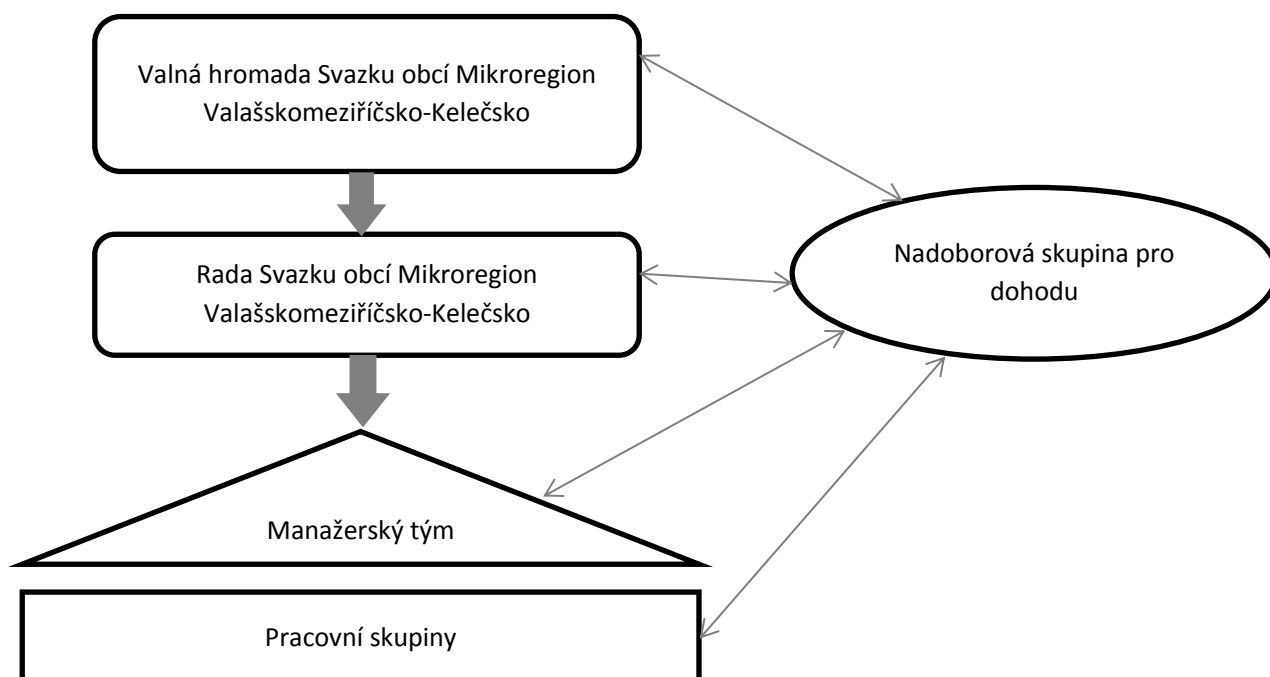 Valná hromada Svazku obcí Mikroregion
Valašskomeziříčsko-Kelečsko
Rada Svazku obcí Mikroregion
Valašskomeziříčsko-Kelečsko
Nadoborová skupina pro
dohodu
Manažerský tým
Pracovní skupiny